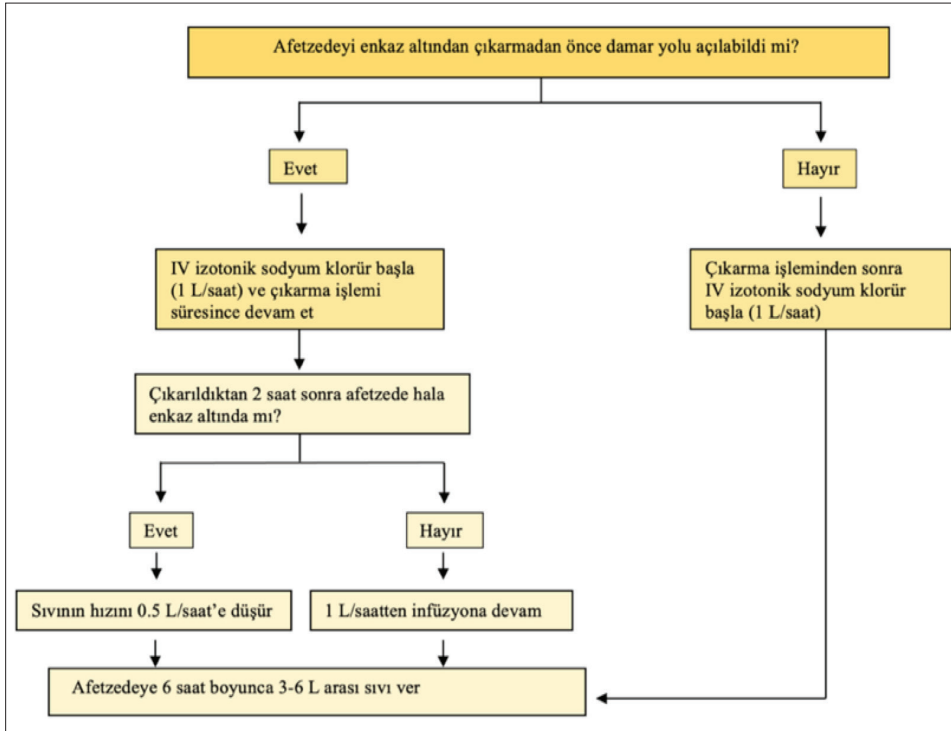 Afetzedeyi enkaz altından çıkarmadan önce damar yolu açılabildi mi?
Evet
Hayır
IV izotonik sodyum klorür başla
(1 L/saat) ve çıkarma işlemi
süresince devam et
Çıkarma işleminden sonra
IV izotonik sodyum klorür
başla (1 L/saat)
Çıkarıldıktan 2 saat sonra afetzede hala
enkaz altında mı?
Evet
Hayır
Sıvının hızını 0.5 L/saat’e düşür
1 L/saatten infüzyona devam
Afetzedeye 6 saat boyunca 3-6 L arası sıvı ver